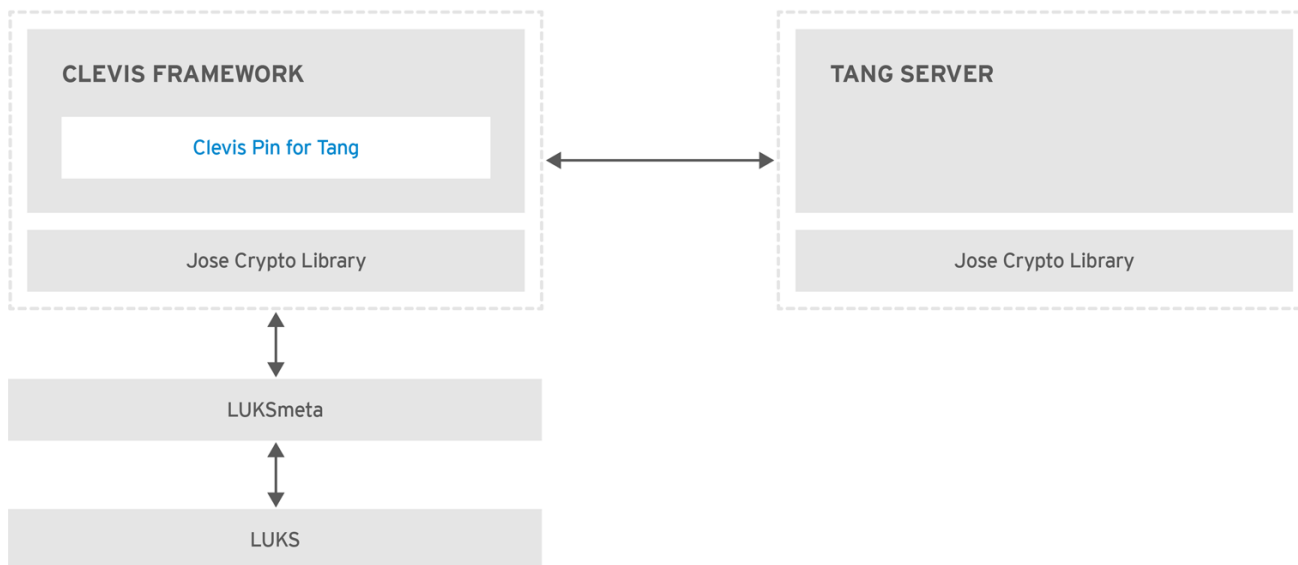 CLEVIS FRAMEWORK
Clevis Pin for Tang
Jose Crypto Library
TANG SERVER
Jose Crypto Library
LUKSmeta
LUKS